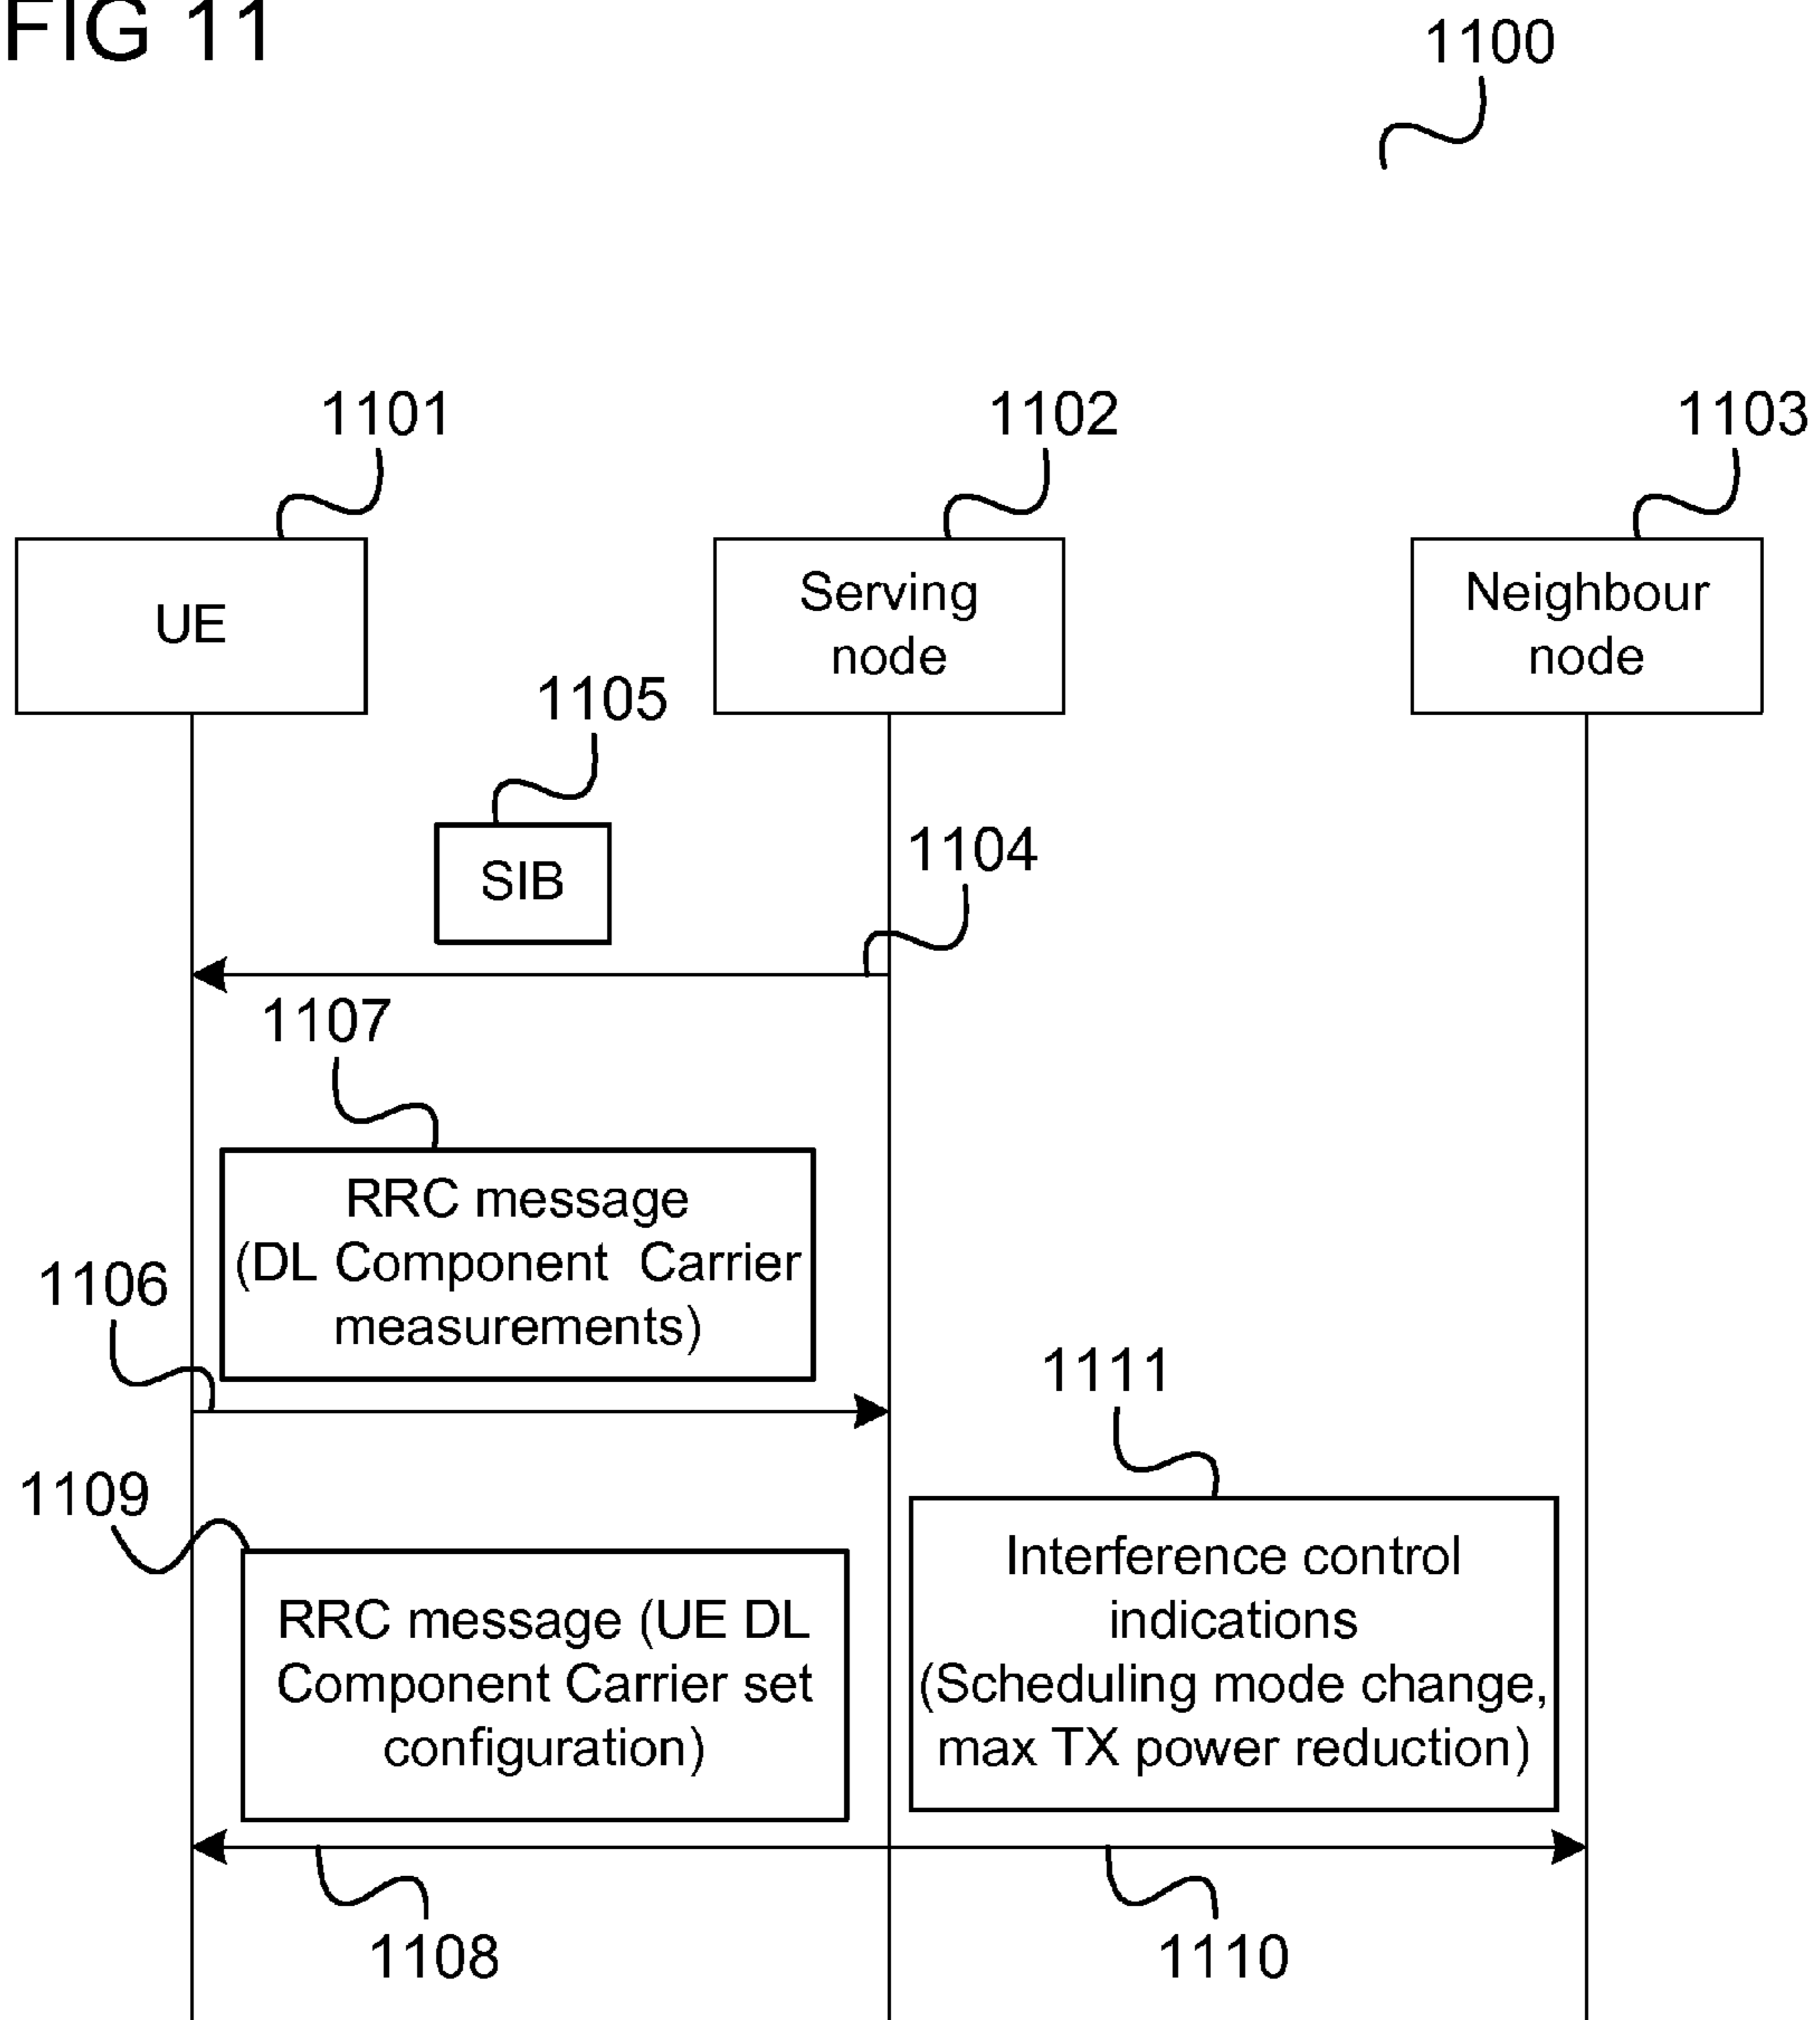 FIG 11
1100
1101
1102
1103
UE
Serving
node
Neighbour
node
1105
SIB
1104
1107
RRC message
(DL Component Carrier
measurements)
1106
1111
1109
Interference control
indications
(Scheduling mode change,
max TX power reduction)
RRC message (UE DL
Component Carrier set
configuration)
1108
1110